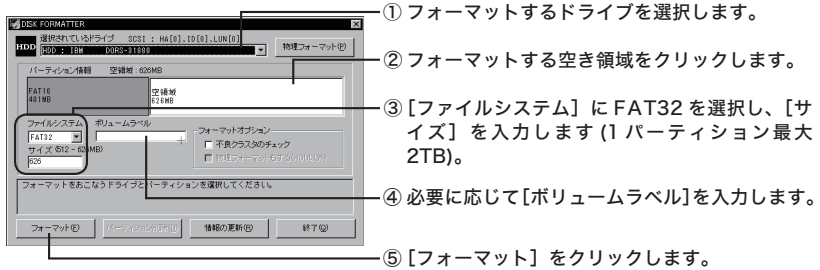 DISK FORMATTER
HDD
選択されているドライブ SCSI : HA[0],ID[0],LUN[0]
HDD : IBM DORS-31080
物理フォーマット(P)
パーティション情報 空領域 : 626MB
FAT16
401MB
空領域
626MB
ファイルシステム
FAT32
サイズ (512 - 626MB)
626
ボリュームラベル
フォーマットオプション
不良クラスタのチェック
フォーマットをおこなうドライブとパーティションを選択してください。
フォーマット(F)
情報の更新(R)
終了(Q)
① フォーマットするドライブを選択します。
② フォーマットする空き領域をクリックします。
③ [ファイルシステム] に FAT32 を選択し、[サ
イズ] を入力します (1 パーティション最大
2TB)。
④ 必要に応じて[ボリュームラベル]を入力します。
⑤ [フォーマット] をクリックします。